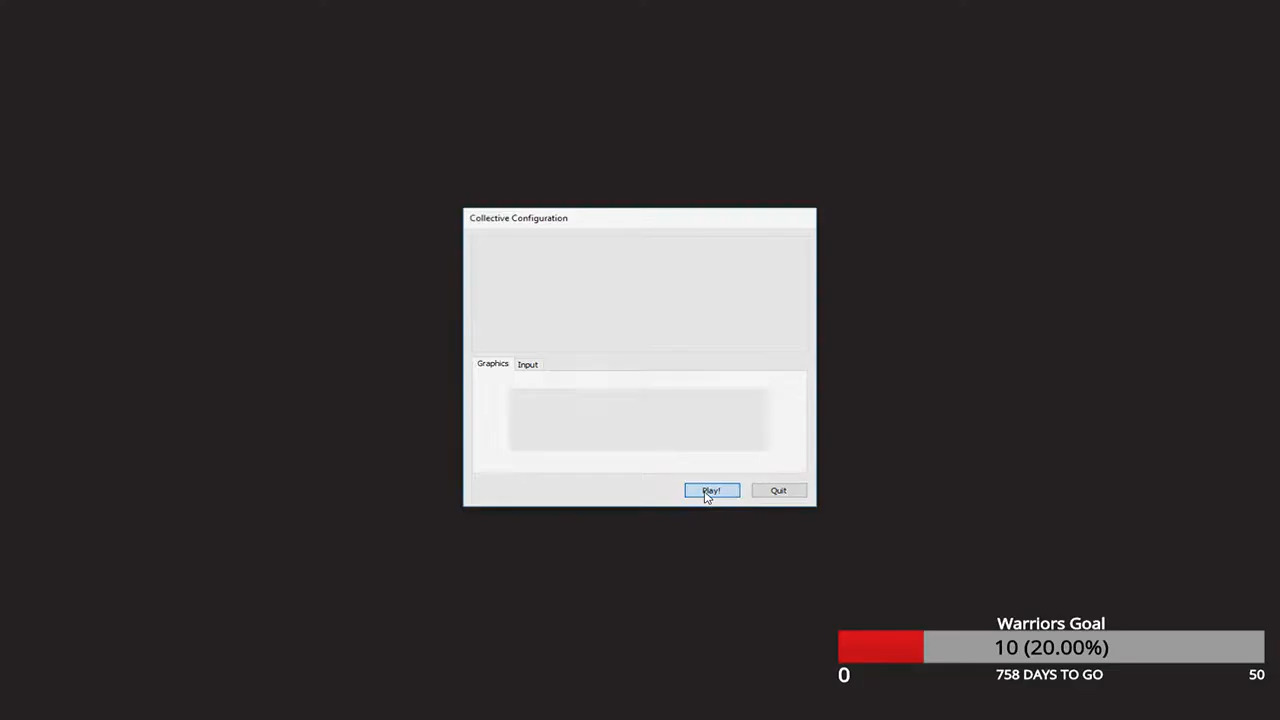 Collective Configuration
Graphics
Input
Play!
Quit
Warriors Goal
10 (20.00%)
0
758 DAYS TO GO
50